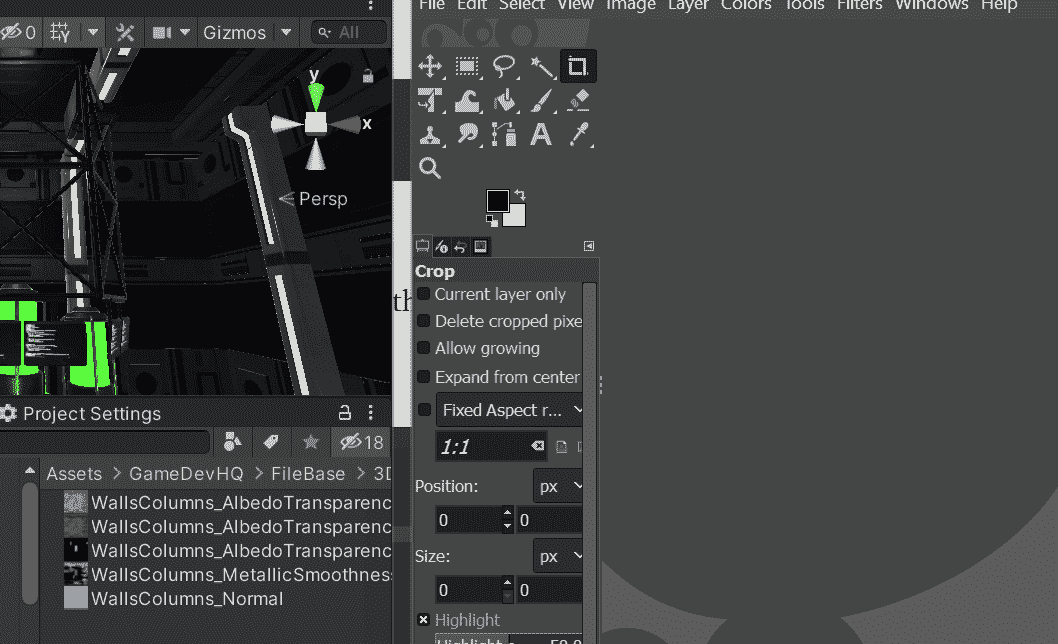 File Edit Select View Image Layer Colors Tools Filters Windows Help
0 Gizmos All
y
x
Persp
th
Crop
Current layer only
Delete cropped pixe
Allow growing
Expand from center
Fixed Aspect r...
1:1
Position:
px
0 0
Size:
px
0 0
Highlight
Project Settings
18
Assets > GameDevHQ > FileBase > 3D
WallsColumns_AlbedoTransparenc
WallsColumns_AlbedoTransparenc
WallsColumns_AlbedoTransparenc
WallsColumns_MetallicSmoothness
WallsColumns_Normal